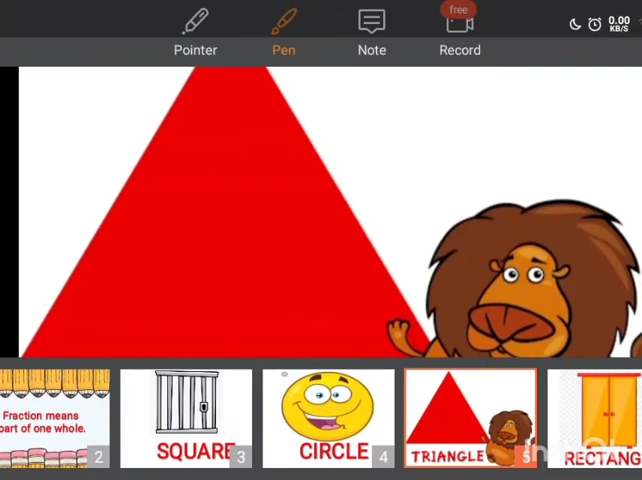 free
0.00
KB/S
Pointer
Pen
Note
Record
Fraction means
part of one whole.
2
SQUARE
3
CIRCLE
4
TRIANGLE
5
RECTANG